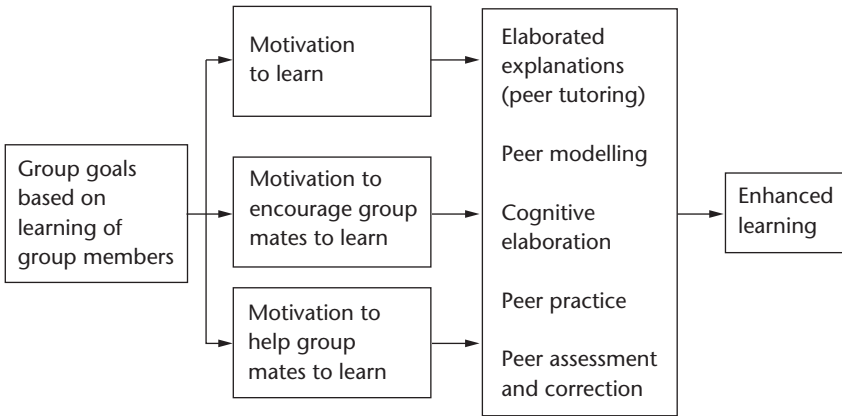 Group goals
based on
learning of
group members
Motivation
to learn
Motivation to
encourage group
mates to learn
Motivation to
help group
mates to learn
Elaborated
explanations
(peer tutoring)
Peer modelling
Cognitive
elaboration
Peer practice
Peer assessment
and correction
Enhanced
learning